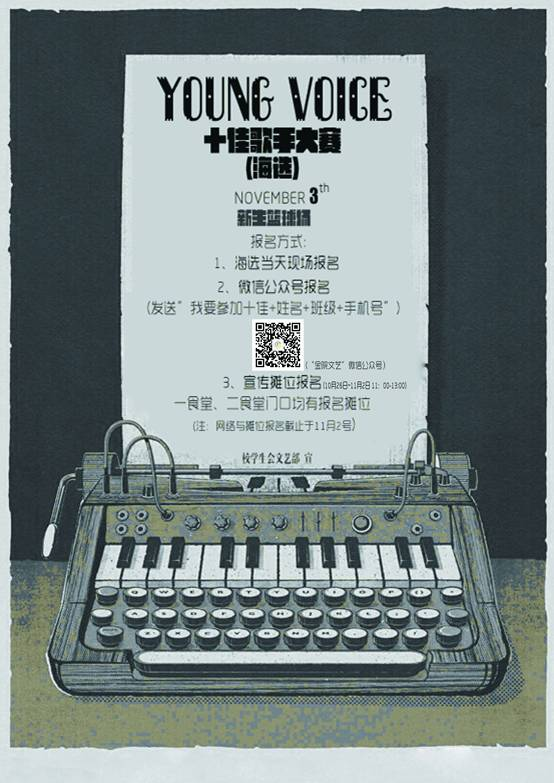 YOUNG VOICE
十佳歌手大赛
(海选)
NOVEMBER 3th
新生篮球场
报名方式:
1、海选当天现场报名
2、微信公众号报名
(发送"我要参加十佳+姓名+班级+手机号")
("金院文艺"微信公众号)
3、宣传摊位报名(10月26日-11月2日 11：00-13:00)
一食堂、二食堂门口均有报名摊位
(注：网络与摊位报名截止于11月2号)
校学生会文艺部 宣